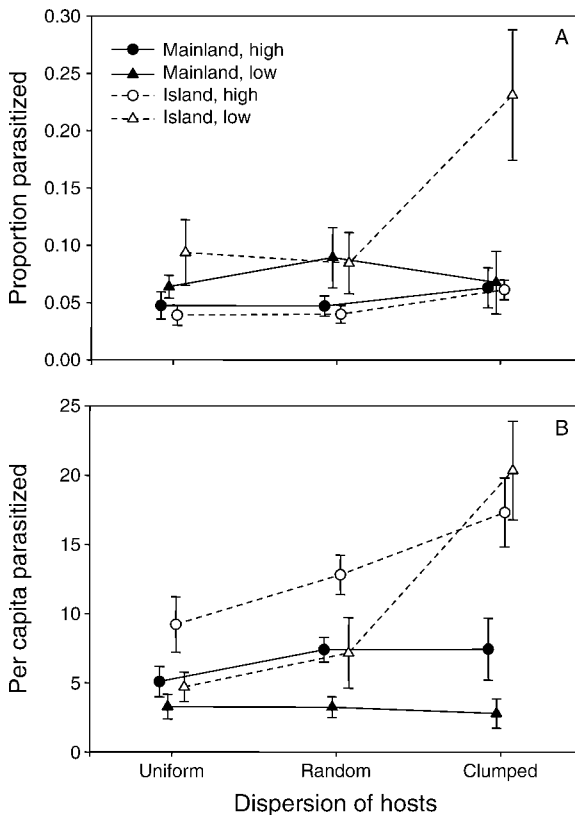 0.30
A
Mainland, high
Mainland, low
Island, high
Island, low
0.25
0.20
0.15
0.10
0.05
0.00
Proportion parasitized
25
B
20
15
10
5
0
Per capita parasitized
Uniform Random Clumped
Dispersion of hosts